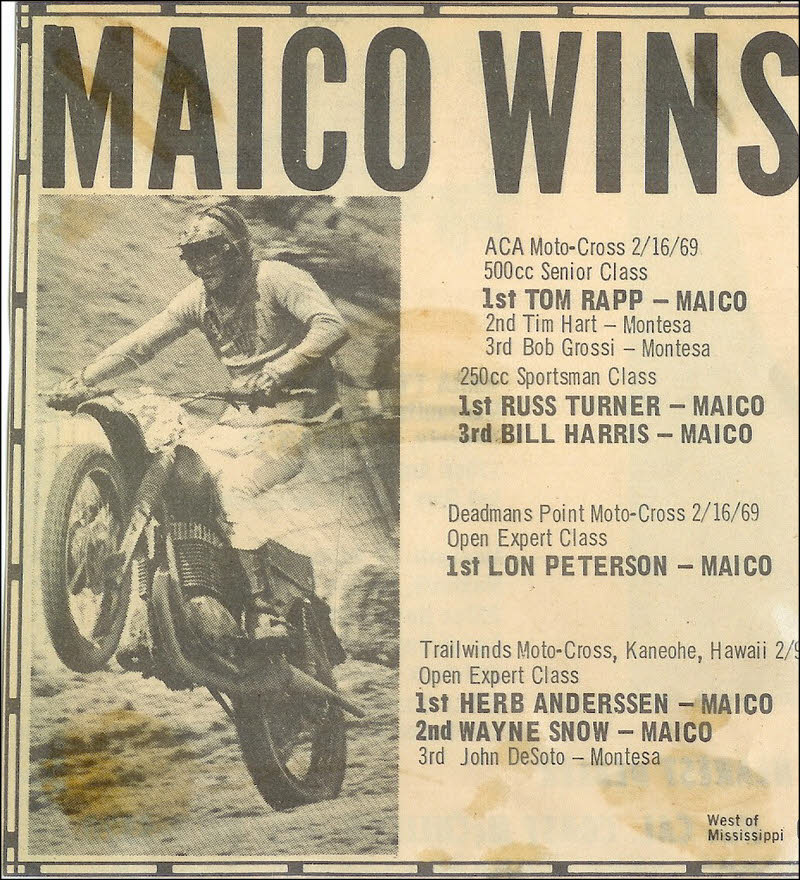 MAICO WINS
ACA Moto-Cross 2/16/69
500cc Senior Class
1st TOM RAPP – MAICO
2nd Tim Hart – Montesa
3rd Bob Grossi – Montesa
250cc Sportsman Class
1st RUSS TURNER – MAICO
3rd BILL HARRIS – MAICO
Deadmans Point Moto-Cross 2/16/69
Open Expert Class
1st LON PETERSON – MAICO
Trailwinds Moto-Cross, Kaneohe, Hawaii 2/9
Open Expert Class
1st HERB ANDERSSEN – MAICO
2nd WAYNE SNOW – MAICO
3rd John DeSoto – Montesa
West of
Mississippi